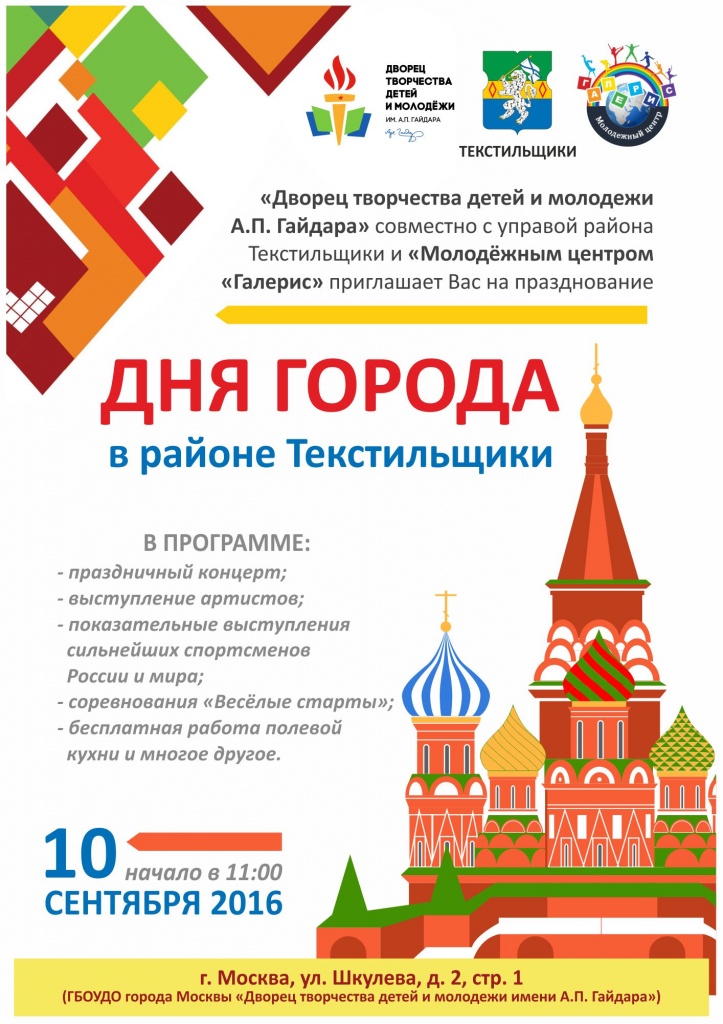 ДВОРЕЦ
ТВОРЧЕСТВА
ДЕТЕЙ
И МОЛОДЁЖИ
ИМ. А.П. ГАЙДАРА
ТЕКСТИЛЬЩИКИ
ГАЛЕРИС
Молодежный центр
«Дворец творчества детей и молодежи
А.П. Гайдара» совместно с управой района
Текстильщики и «Молодёжным центром
«Галерис» приглашает Вас на празднование
ДНЯ ГОРОДА
в районе Текстильщики
В ПРОГРАММЕ:
- праздничный концерт;
- выступление артистов;
- показательные выступления
сильнейших спортсменов
России и мира;
- соревнования «Весёлые старты»;
- бесплатная работа полевой
кухни и многое другое.
10
начало в 11:00
СЕНТЯБРЯ 2016
г. Москва, ул. Шкулева, д. 2, стр. 1
(ГБОУДО города Москвы «Дворец творчества детей и молодежи имени А.П. Гайдара»)